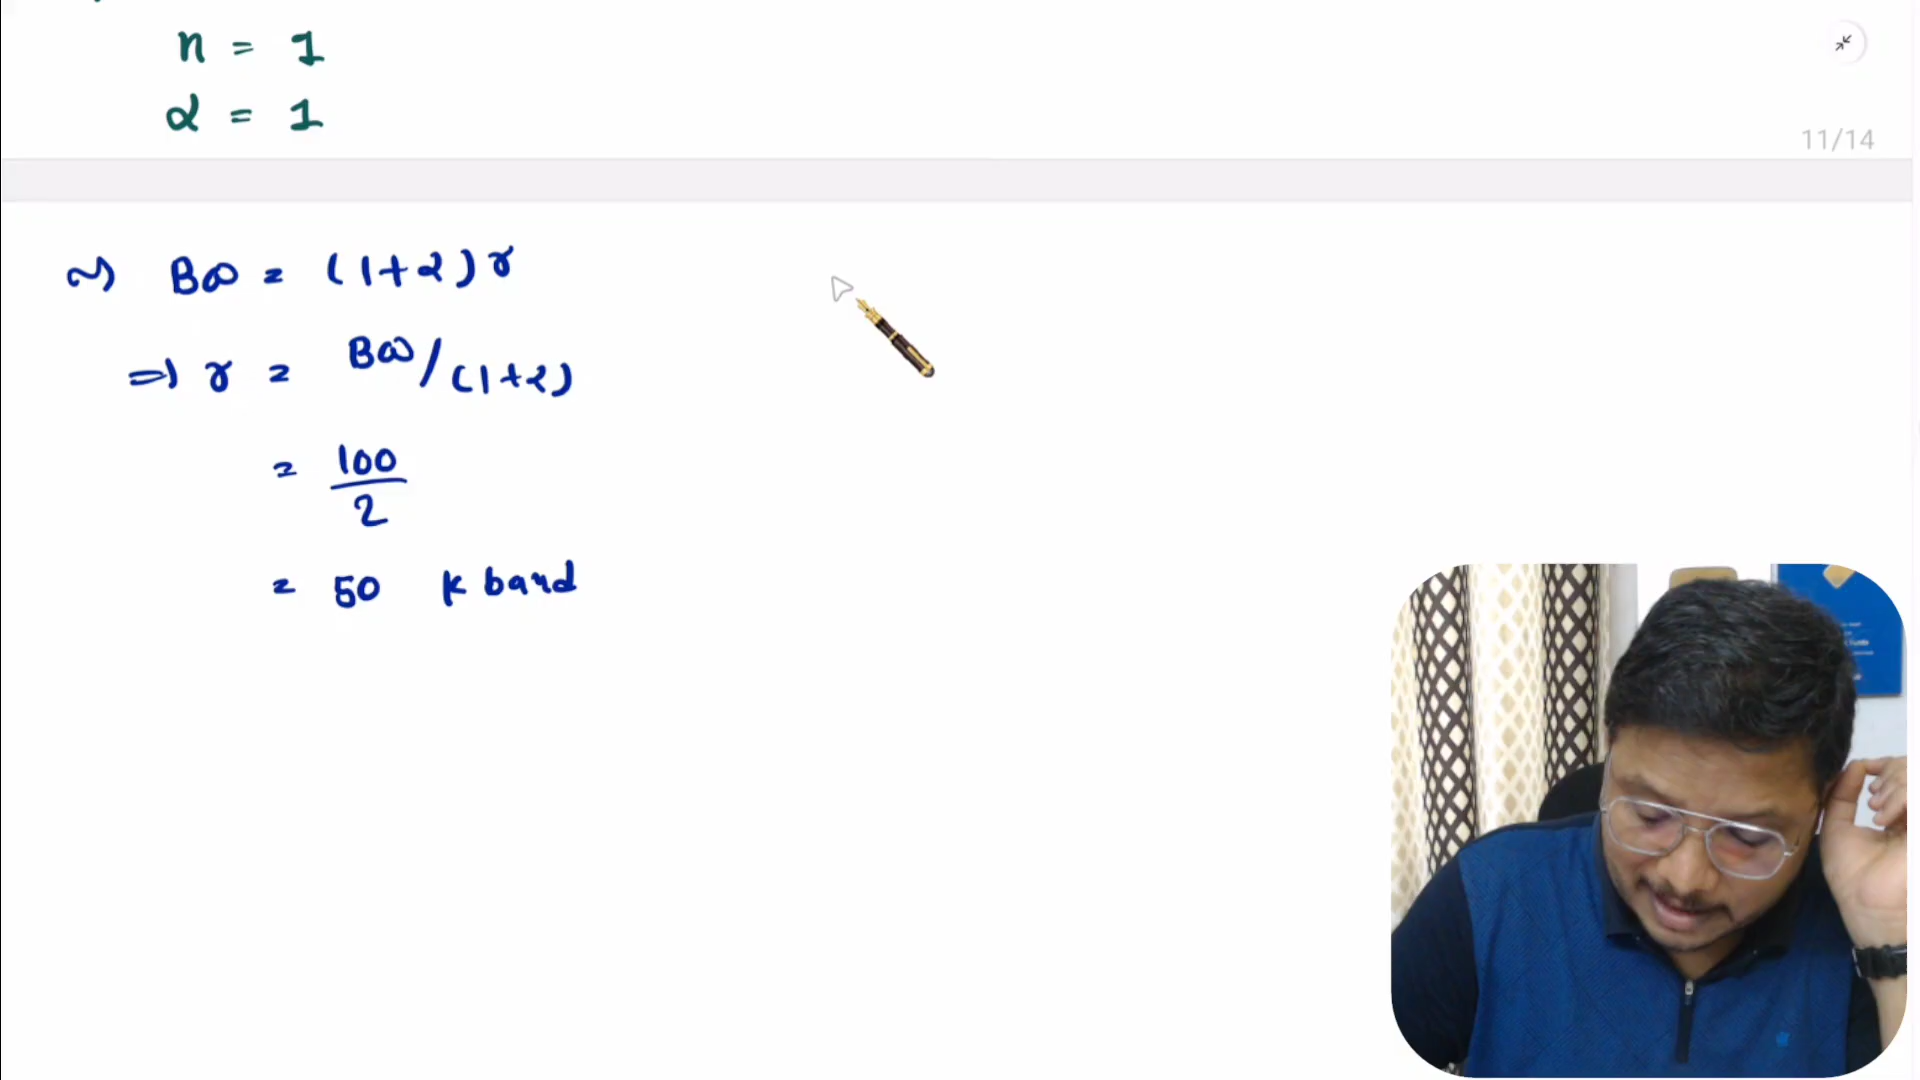 n = 1
α = 1
11/14
~) BW = (1+α)r
=) r = BW/(1+α)
= 100/2
= 50 k baud